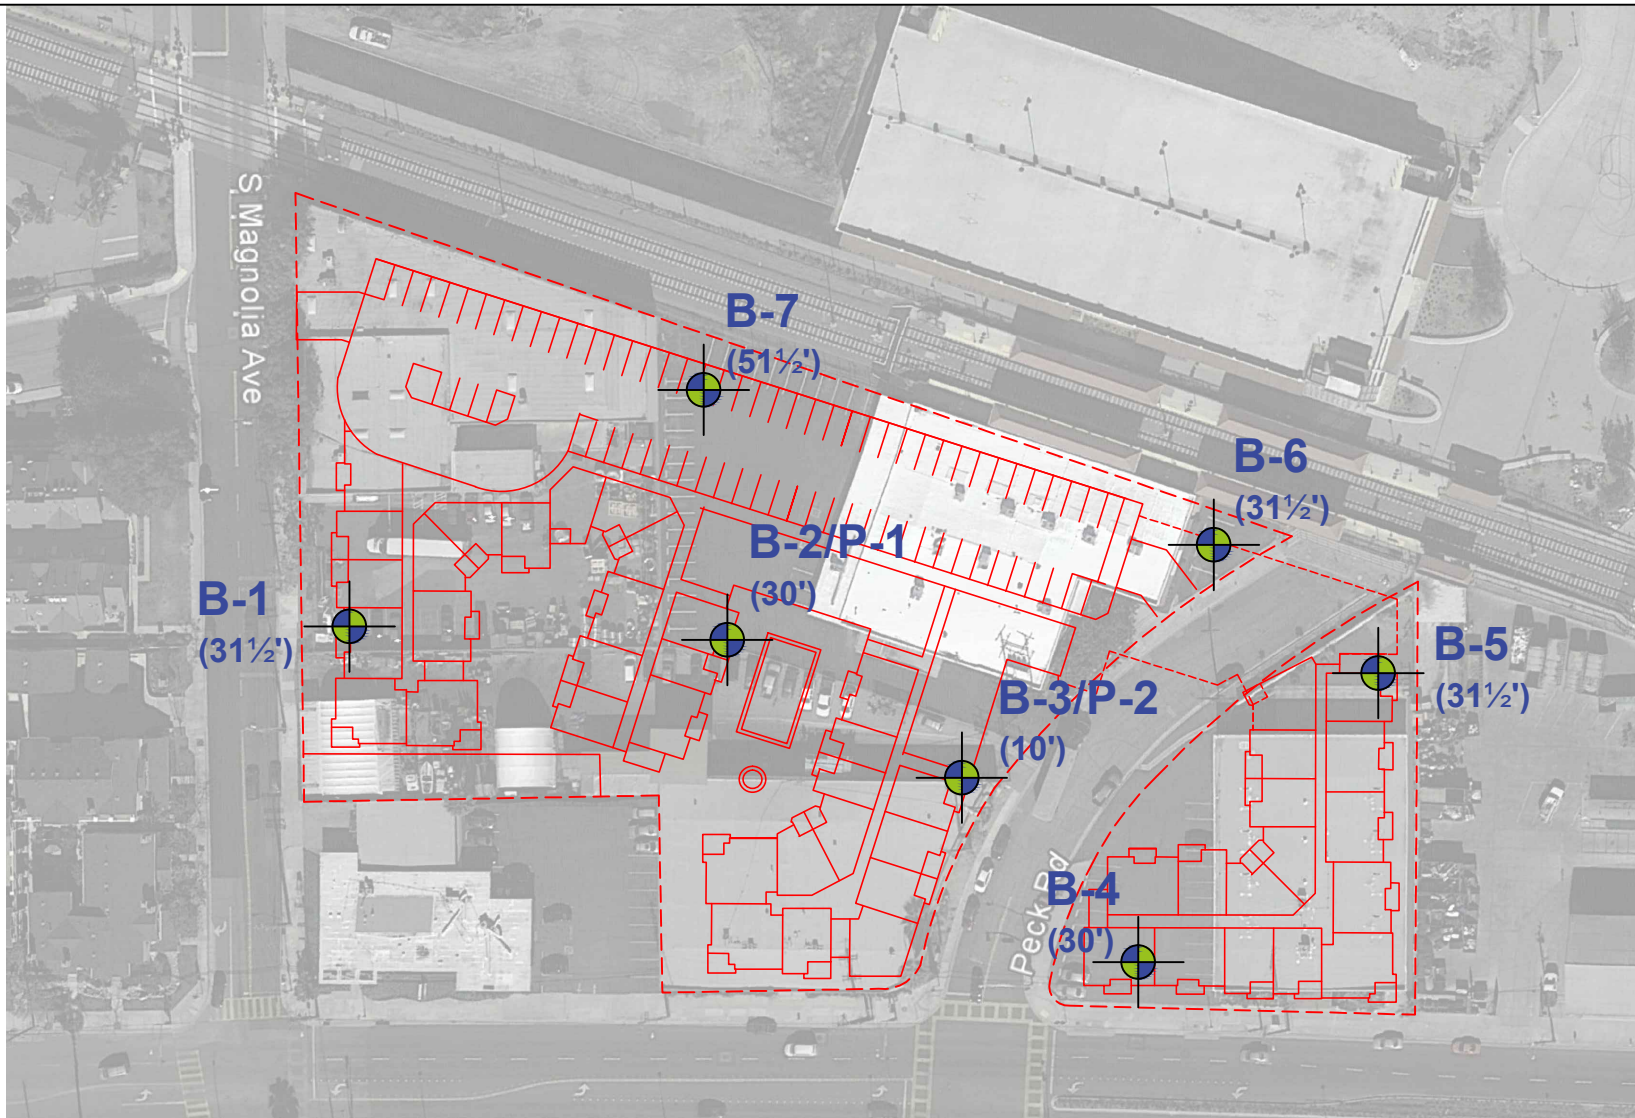 S Magnolia Ave
B-7
(51½')
B-6
(31½')
B-2/P-1
(30')
B-1
(31½')
B-5
(31½')
B-3/P-2
(10')
B-4
(30')
Peck Rd